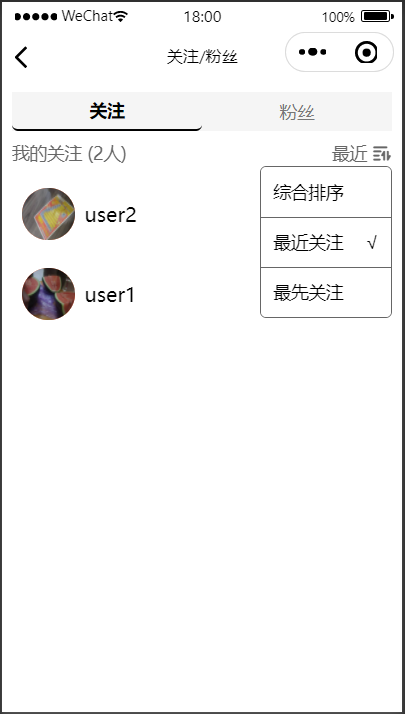 WeChat 18:00 100%
关注/粉丝
关注 粉丝
我的关注 (2人) 最近
综合排序
user2
最近关注 √
user1
最先关注